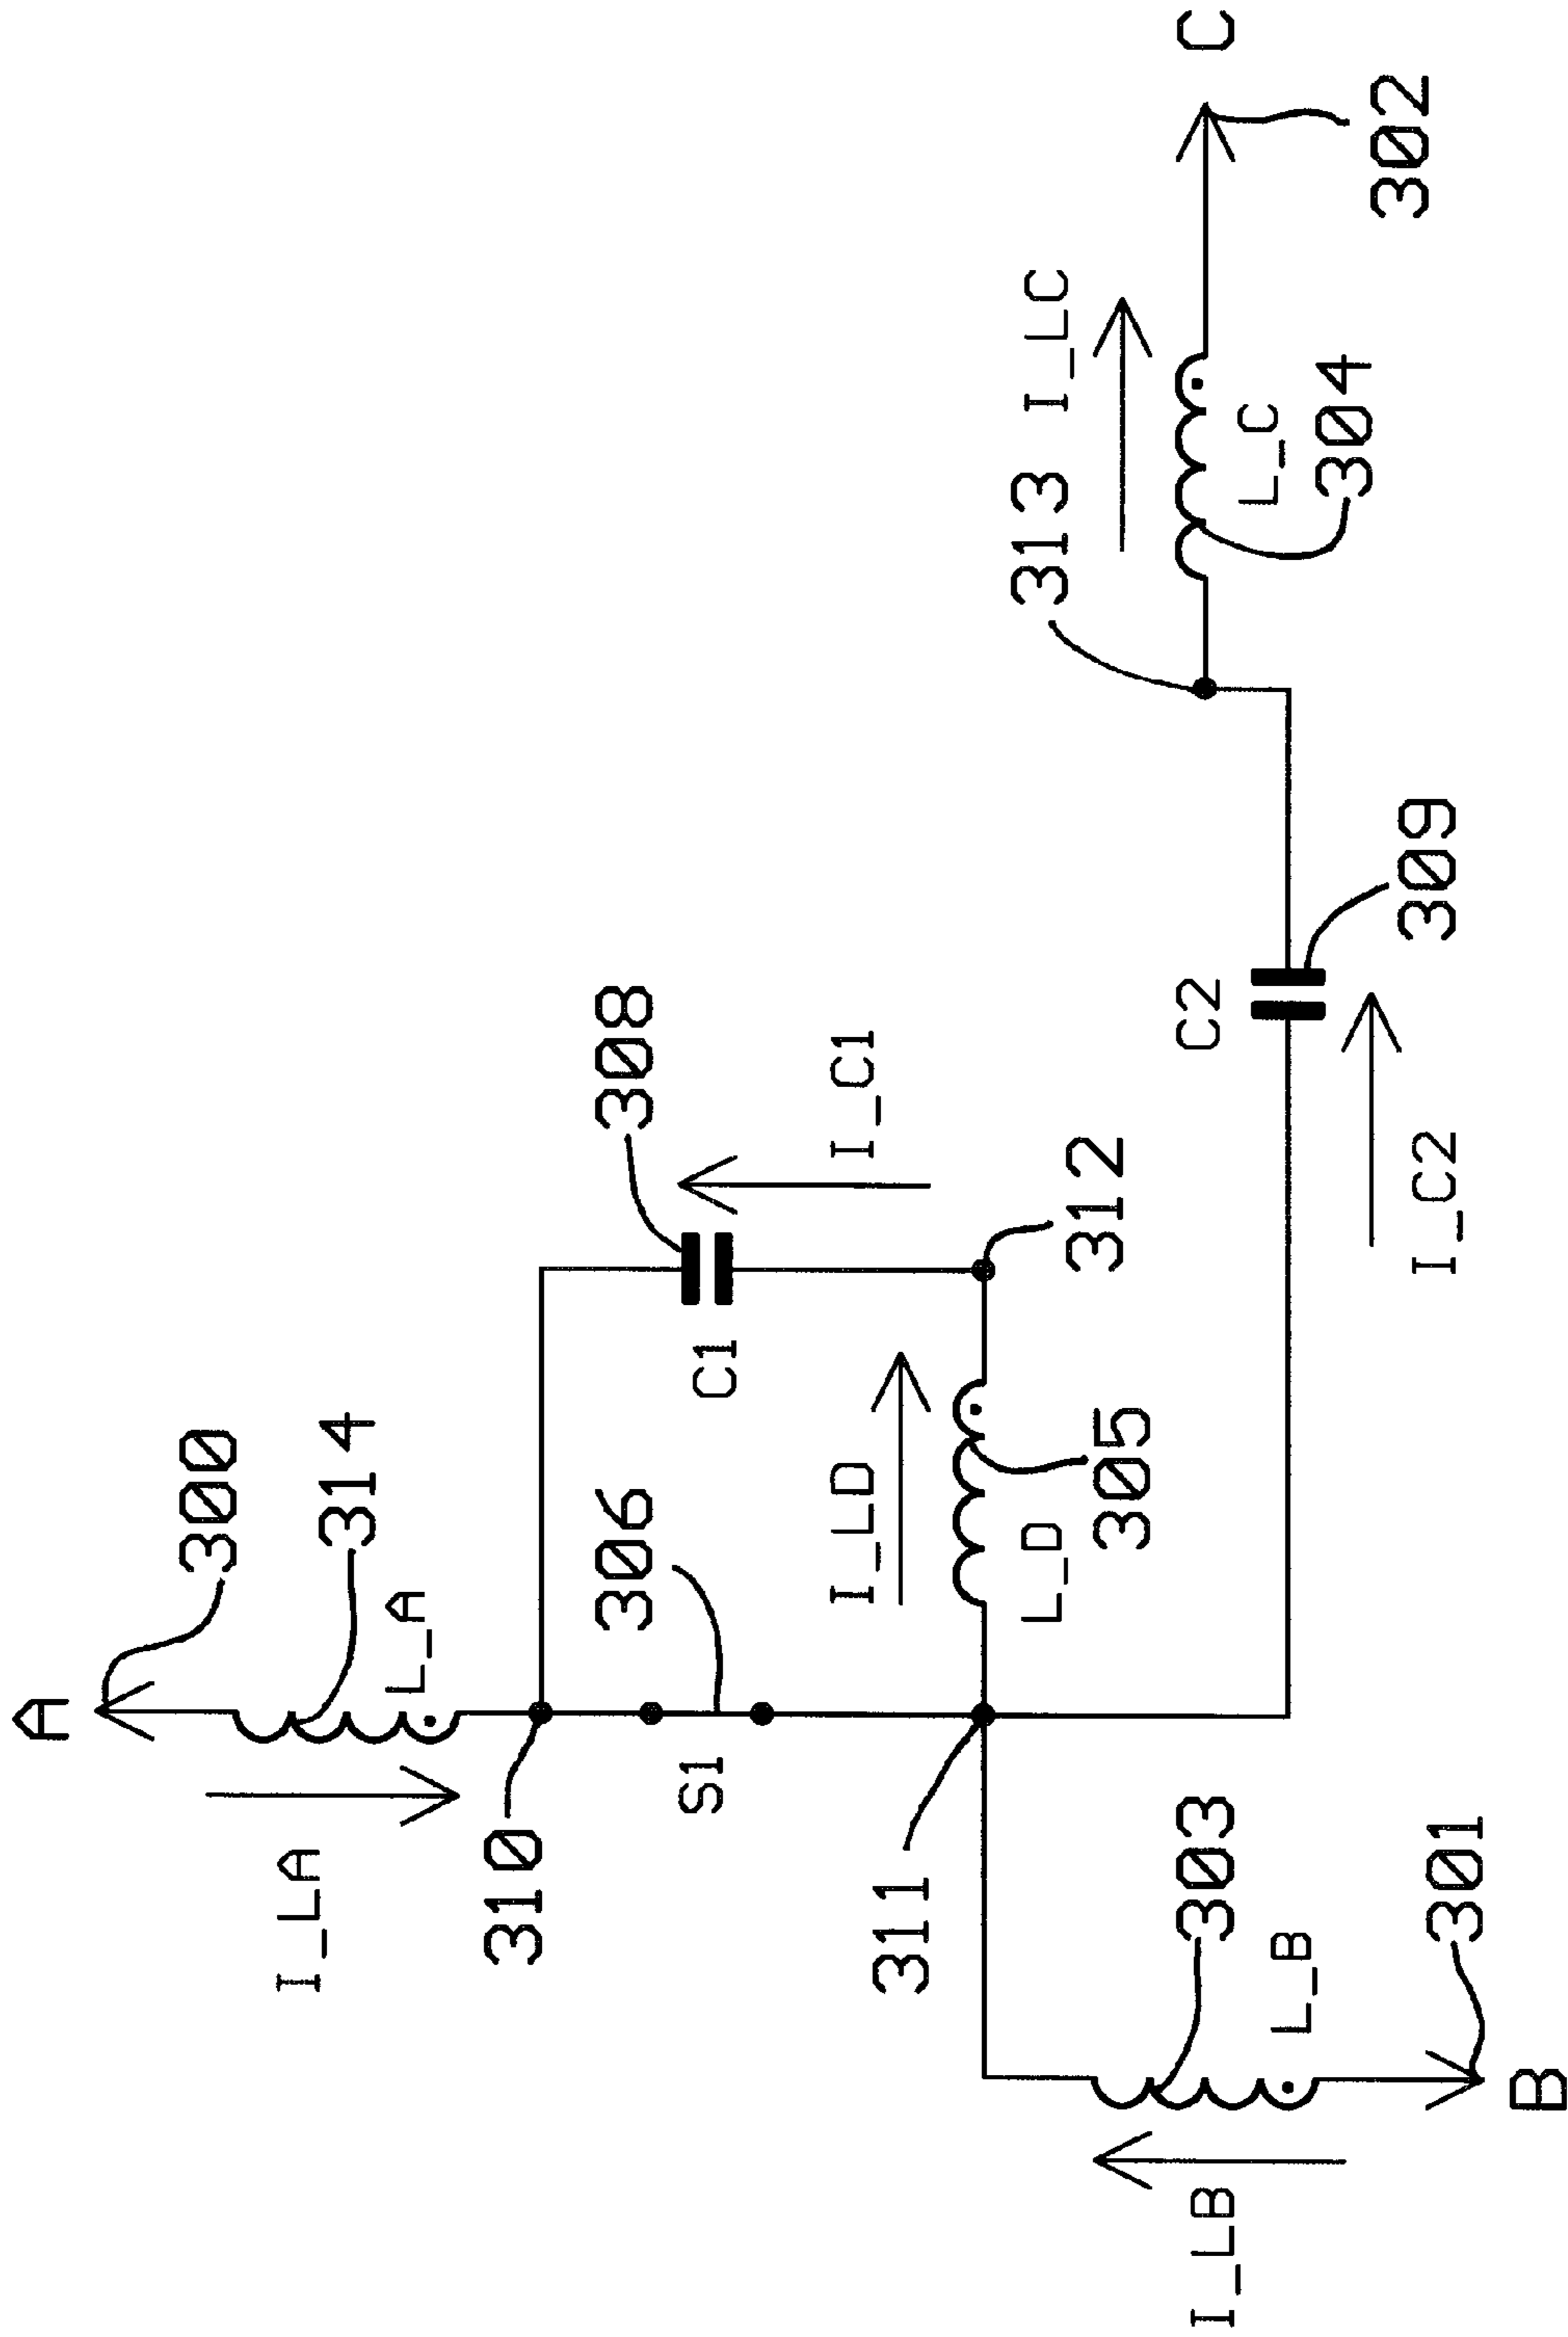 A
300
314
L_A
I_LA
310
306
S1
308
C1
I_C1
311
I_LD
L_D
305
312
313
I_LC
L_C
304
C
302
C2
309
I_C2
303
L_B
I_LB
301
B